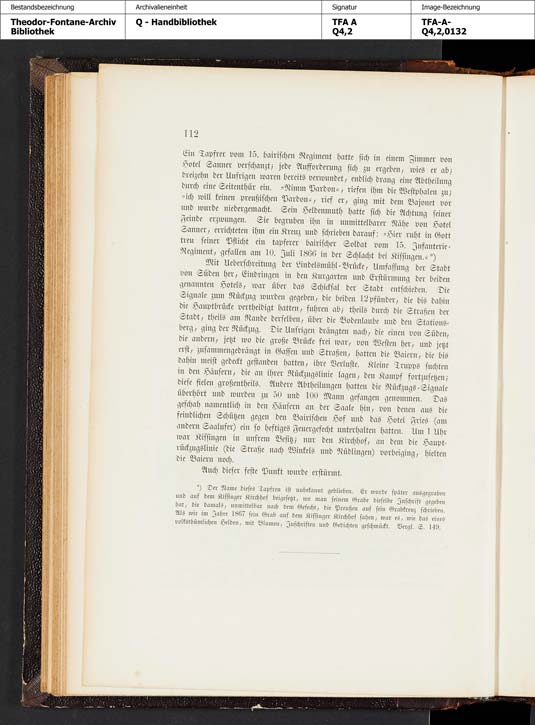 Bestandsbezeichnung Archivalieneinheit Signatur Image-Bezeichnung
Theodor-Fontane-Archiv Q - Handbibliothek TFA A TFA-A-
Bibliothek Q4,2 Q4,2,0132
112
Ein Tapfrer vom 15. bairischen Regiment hatte sich in einem Zimmer von
Hotel Sanner verschanzt; jede Aufforderung sich zu ergeben, wies er ab;
dreizehn der Unsrigen waren bereits verwundet, endlich drang eine Abtheilung
durch eine Seitenthür ein. »Nimm Pardon«, riefen ihm die Westphalen zu;
»ich will keinen preußischen Pardon«, rief er, ging mit dem Bajonet vor
und wurde niedergemacht. Sein Heldenmuth hatte sich die Achtung seiner
Feinde erzwungen. Sie begruben ihn in unmittelbarer Nähe von Hotel
Sanner, errichteten ihm ein Kreuz und schrieben darauf: »Hier ruht in Gott
treu seiner Pflicht ein tapferer bairischer Soldat vom 15. Infanterie-
Regiment, gefallen am 10. Juli 1866 in der Schlacht bei Kissingen.« *)
Mit Ueberschreitung der Lindelsmühl-Brücke, Umfassung der Stadt
von Süden her, Eindringen in den Kurgarten und Erstürmung der beiden
genannten Hotels, war über das Schicksal der Stadt entschieden. Die
Signale zum Rückzug wurden gegeben, die beiden 12pfünder, die bis dahin
die Hauptbrücke vertheidigt hatten, fuhren ab; theils durch die Straßen der
Stadt, theils am Rande derselben, über die Bodenlaube und den Stations-
berg, ging der Rückzug. Die Unsrigen drängten nach, die einen von Süden,
die andern, jetzt wo die große Brücke frei war, von Westen her, und jetzt
erst, zusammengedrängt in Gassen und Straßen, hatten die Baiern, die bis
dahin meist gedeckt gestanden hatten, ihre Verluste. Kleine Trupps suchten
in den Häusern, die an ihrer Rückzugslinie lagen, den Kampf fortzusetzen;
diese fielen großentheils. Andere Abtheilungen hatten die Rückzugs-Signale
überhört und wurden zu 50 und 100 Mann gefangen genommen. Das
geschah namentlich in den Häusern an der Saale hin, von denen aus die
feindlichen Schützen gegen den Bairischen Hof und das Hotel Fries (am
andern Saalufer) ein so heftiges Feuergefecht unterhalten hatten. Um 1 Uhr
war Kissingen in unsrem Besitz; nur den Kirchhof, an dem die Haupt-
rückzugslinie (die Straße nach Winkels und Nüdlingen) vorbeiging, hielten
die Baiern noch.
Auch dieser feste Punkt wurde erstürmt.
*) Der Name dieses Tapfren ist unbekannt geblieben. Er wurde später ausgegraben
und auf dem Kissinger Kirchhof beigesetzt, wo man seinem Grabe dieselbe Inschrift gegeben
hat, die damals, unmittelbar nach dem Gefecht, die Preußen auf sein Grabkreuz schrieben.
Als wir im Jahre 1867 sein Grab auf dem Kissinger Kirchhof sahen, war es, wie das eines
volksthümlichen Helden, mit Blumen, Inschriften und Gedichten geschmückt. Vergl. S. 149.